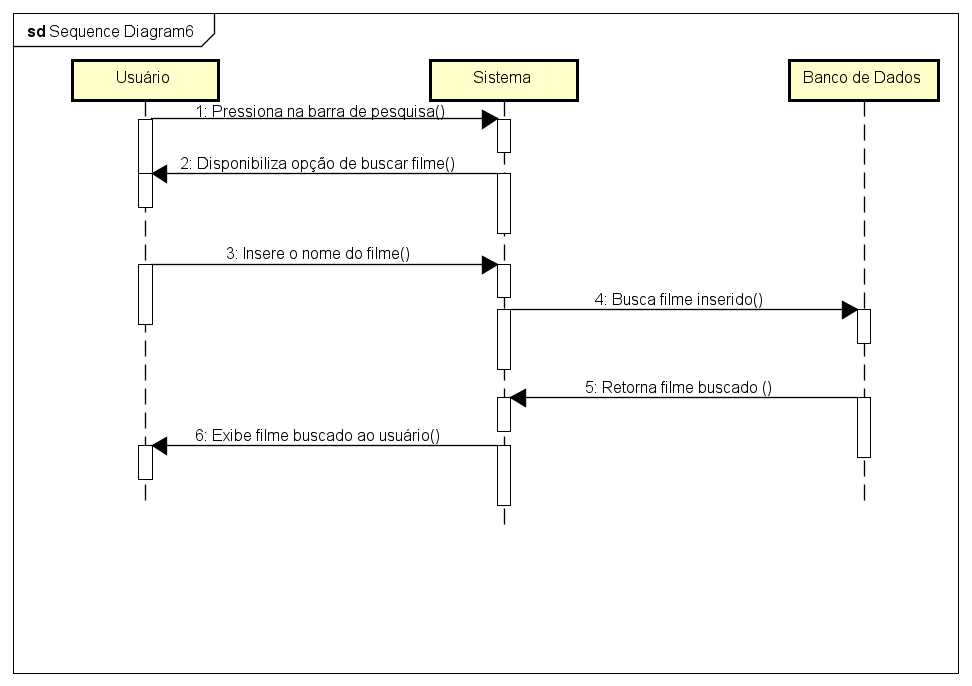 sd Sequence Diagram6
Usuário
Sistema
Banco de Dados
1: Pressiona na barra de pesquisa()
2: Disponibiliza opção de buscar filme()
3: Insere o nome do filme()
4: Busca filme inserido()
5: Retorna filme buscado ()
6: Exibe filme buscado ao usuário()